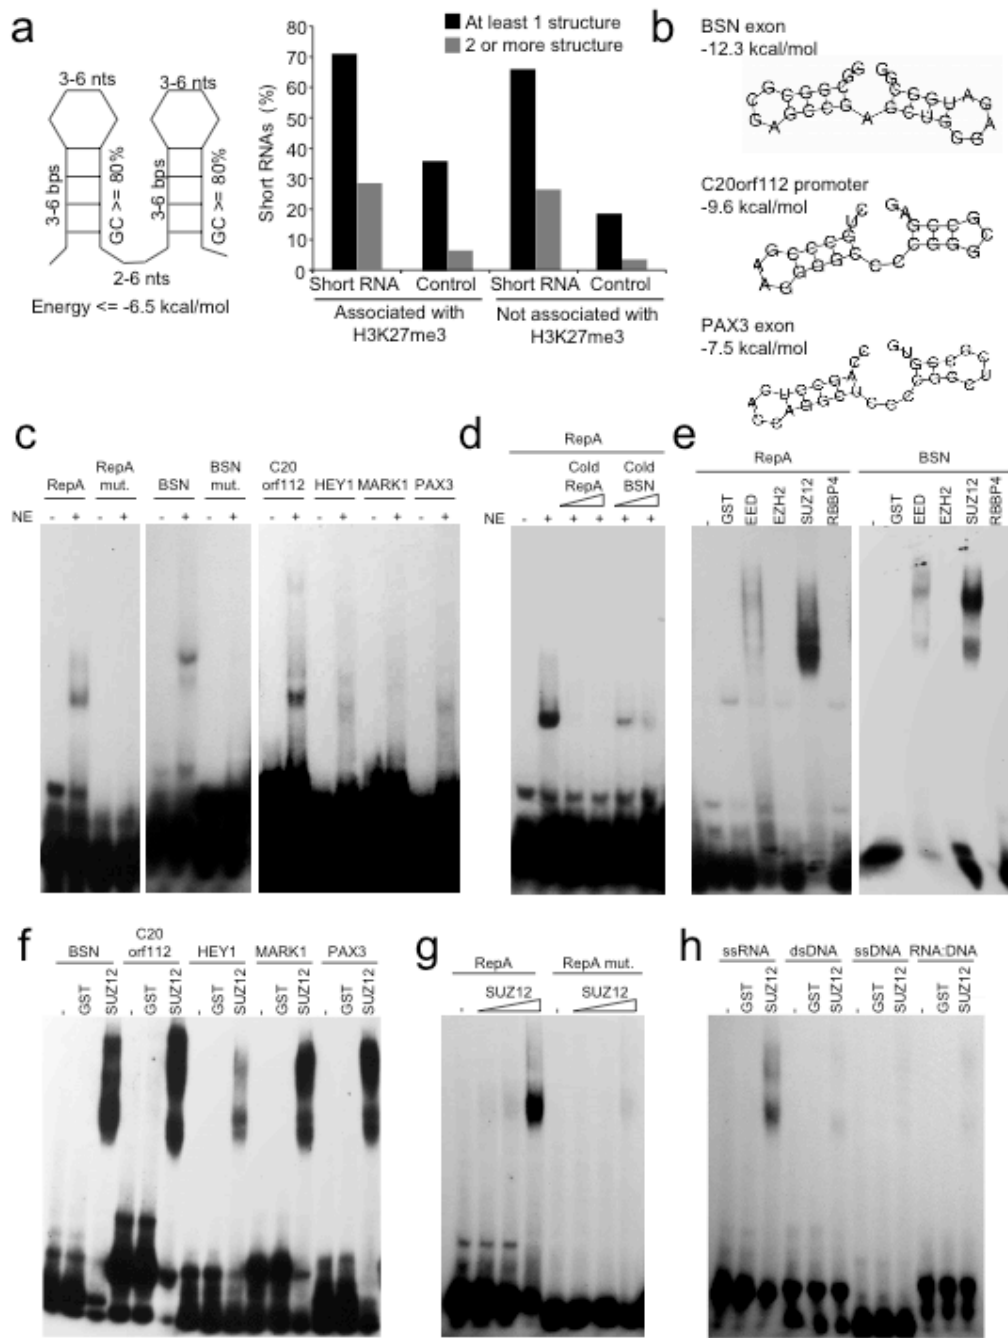 a
3-6 nts 3-6 nts
3-6 bps GC >= 80% 3-6 bps GC >= 80%
2-6 nts
Energy <= -6.5 kcal/mol
At least 1 structure
2 or more structure
Short RNAs (%)
80
70
60
50
40
30
20
10
0
Short RNA Control Short RNA Control
Associated with H3K27me3
Not associated with H3K27me3
b
BSN exon
-12.3 kcal/mol
C20orf112 promoter
-9.6 kcal/mol
PAX3 exon
-7.5 kcal/mol
c
RepA RepA mut. BSN BSN mut. C20 orf112 HEY1 MARK1 PAX3
NE - + - + - + - + - + - + - + - +
d
RepA
Cold RepA Cold BSN
NE - + + + + +
e
RepA BSN
- GST EED EZH2 SUZ12 RBBP4 - GST EED EZH2 SUZ12 RBBP4
f
BSN C20 orf112 HEY1 MARK1 PAX3
- GST SUZ12 - GST SUZ12 - GST SUZ12 - GST SUZ12 - GST SUZ12
g
RepA RepA mut.
- SUZ12 - SUZ12
h
ssRNA dsDNA ssDNA RNA:DNA
- GST SUZ12 - GST SUZ12 - GST SUZ12 - GST SUZ12